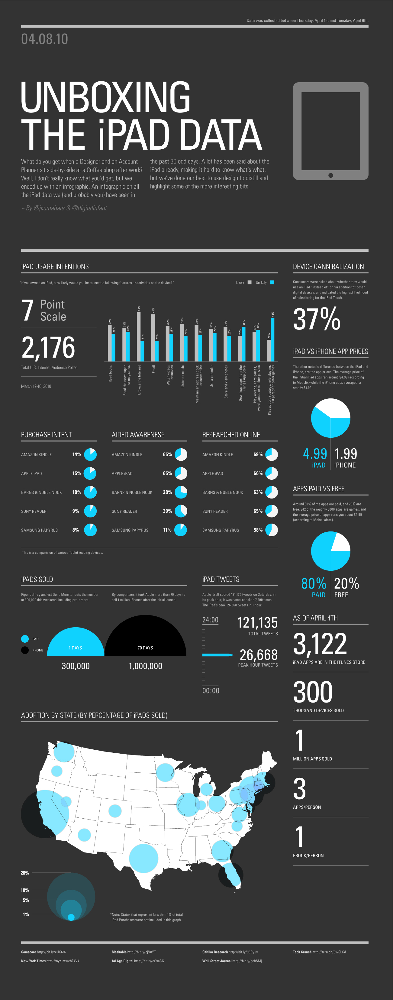 Data was collected between Thursday, April 1st and Tuesday, April 6th.
04.08.10
UNBOXING
THE iPAD DATA
What do you get when a Designer and an Account
Planner sit side-by-side at a Coffee shop after work?
Well, I don't really know what you'd get, but we
ended up with an infographic. An infographic on all
the iPad data we (and probably you) have seen in
the past 30 odd days. A lot has been said about the
iPad already, making it hard to know what's what,
but we've done our best to use design to distill and
highlight some of the more interesting bits.
~ By @jkumahara & @digitalinfant
iPAD USAGE INTENTIONS
"If you owned an iPad, how likely would you be to use the following features or activities on the device?"
Likely
Unlikely
7 Point
Scale
2,176
Total U.S. Internet Audience Polled
March 12-16, 2010
37%
28%
34%
30%
50%
21%
48%
21%
36%
28%
38%
26%
37%
27%
33%
29%
35%
26%
26%
35%
30%
32%
22%
44%
Read books
Read the newspaper
or magazines
Browse the Internet
Email
Watch videos
or movies
Listen to music
Maintain an address book
or contact list
Use a calendar
Store and view photos
Download apps from the
iTunes App Store
Play arcade, card games,
word games or number puzzles
Play action, strategy, role playing,
1st person shooter games
DEVICE CANNIBALIZATION
Consumers were asked about whether they would
use an iPad "instead of" or "in addition to" other
digital devices, and indicated the highest likelihood
of substituting for the iPod Touch.
37%
iPAD VS iPHONE APP PRICES
The other notable difference between the iPad and
iPhone, are the app prices. The average price of
the initial iPad apps ran around $4.99 (according
to Mobclix) while the iPhone apps averaged a
steady $1.99
4.99
iPAD
1.99
iPHONE
PURCHASE INTENT
AMAZON KINDLE 14%
APPLE iPAD 15%
BARNS & NOBLE NOOK 10%
SONY READER 9%
SAMSUNG PAPYRUS 8%
AIDED AWARENESS
AMAZON KINDLE 65%
APPLE iPAD 65%
BARNS & NOBLE NOOK 28%
SONY READER 39%
SAMSUNG PAPYRUS 11%
RESEARCHED ONLINE
AMAZON KINDLE 69%
APPLE iPAD 66%
BARNS & NOBLE NOOK 63%
SONY READER 65%
SAMSUNG PAPYRUS 58%
This is a comparision of various Tablet reading devices.
APPS PAID VS FREE
Around 80% of the apps are paid, and 20% are
free. 942 of the roughly 3000 apps are games, and
the average price of apps runs you about $4.99
(according to Mobclixdata).
80%
PAID
20%
FREE
iPADS SOLD
Piper Jaffray analyst Gene Munster puts the number
at 300,000 this weekend, including pre-orders.
By comparison, it took Apple more than 70 days to
sell 1 million iPhones after the initial launch.
iPAD
iPHONE
1 DAYS
70 DAYS
300,000
1,000,000
iPAD TWEETS
Apple itself scored 121,135 tweets on Saturday; in
its peak hour, it was name-checked 7,999 times.
The iPad's peak: 26,668 tweets in 1 hour.
24:00
121,135
TOTAL TWEETS
26,668
PEAK HOUR TWEETS
00:00
AS OF APRIL 4TH
3,122
iPAD APPS ARE IN THE ITUNES STORE
300
THOUSAND DEVICES SOLD
1
MILLION APPS SOLD
3
APPS/PERSON
1
EBOOK/PERSON
ADOPTION BY STATE (BY PERCENTAGE OF iPADS SOLD)
20%
10%
5%
1%
*Note: States that represent less than 1% of total
iPad Purchases were not included in this graph.
Comscore http://bit.ly/cUC6r6
Mashable http://bit.ly/cjV8YT
Chitika Research http://bit.ly/96Dyuv
Tech Crunch http://tcrn.ch/9wSLCd
New York Times http://nyti.ms/chF7V7
Ad Age Digital http://bit.ly/crYmCG
Wall Street Journal http://bit.ly/cchSMj